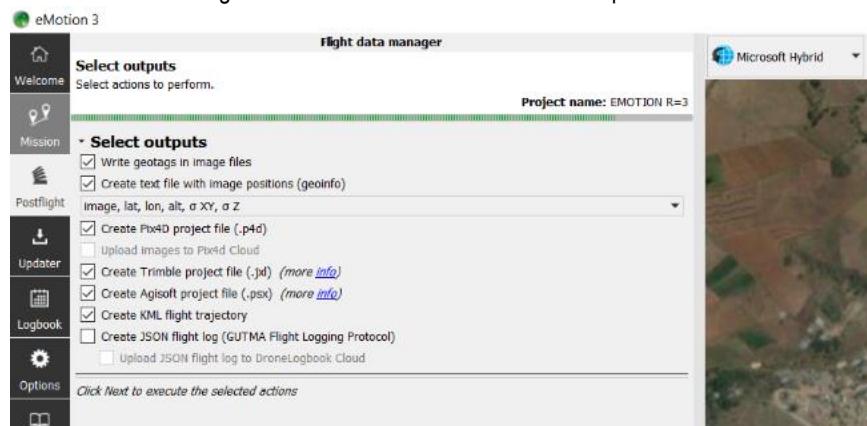 eMotion 3
Flight data manager
Microsoft Hybrid
Welcome
Select outputs
Select actions to perform.
Project name: EMOTION R=3
Mission
Select outputs
Write geotags in image files
Create text file with image positions (geoinfo)
Postflight
image, lat, lon, alt, σ XY, σ Z
Create Pix4D project file (.p4d)
Upload images to Pix4d Cloud
Updater
Create Trimble project file (.jxl) (more info)
Create Agisoft project file (.psx) (more info)
Create KML flight trajectory
Logbook
Create JSON flight log (GUTMA Flight Logging Protocol)
Upload JSON flight log to DroneLogbook Cloud
Options
Click Next to execute the selected actions